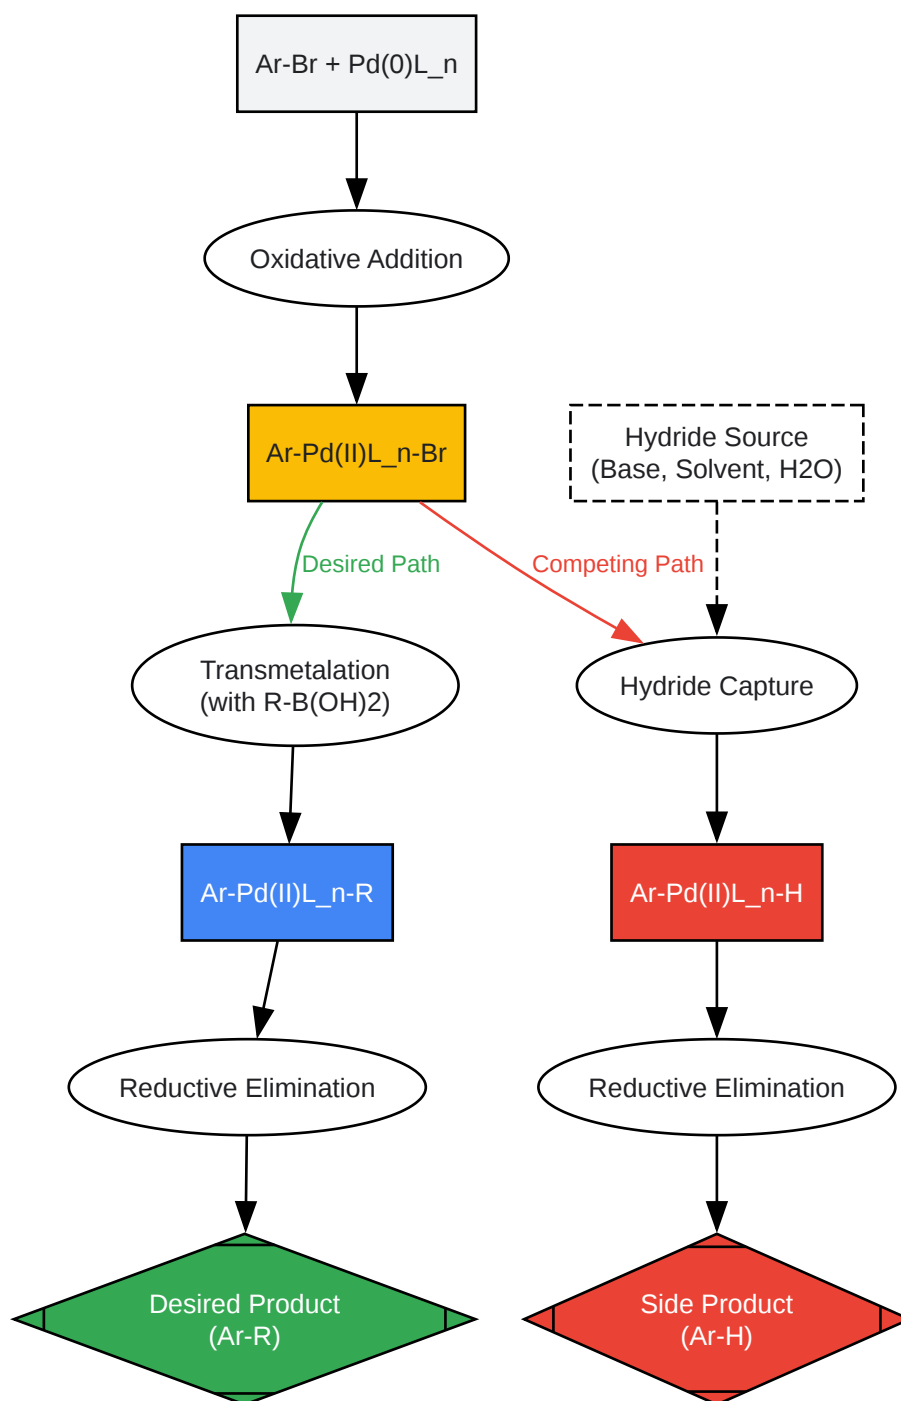 Ar-Br + Pd(0)L_n
Oxidative Addition
Ar-Pd(II)L_n-Br
Hydride Source
(Base, Solvent, H2O)
Desired Path
Competing Path
Transmetalation
(with R-B(OH)2)
Hydride Capture
Ar-Pd(II)L_n-R
Ar-Pd(II)L_n-H
Reductive Elimination
Reductive Elimination
Desired Product
(Ar-R)
Side Product
(Ar-H)